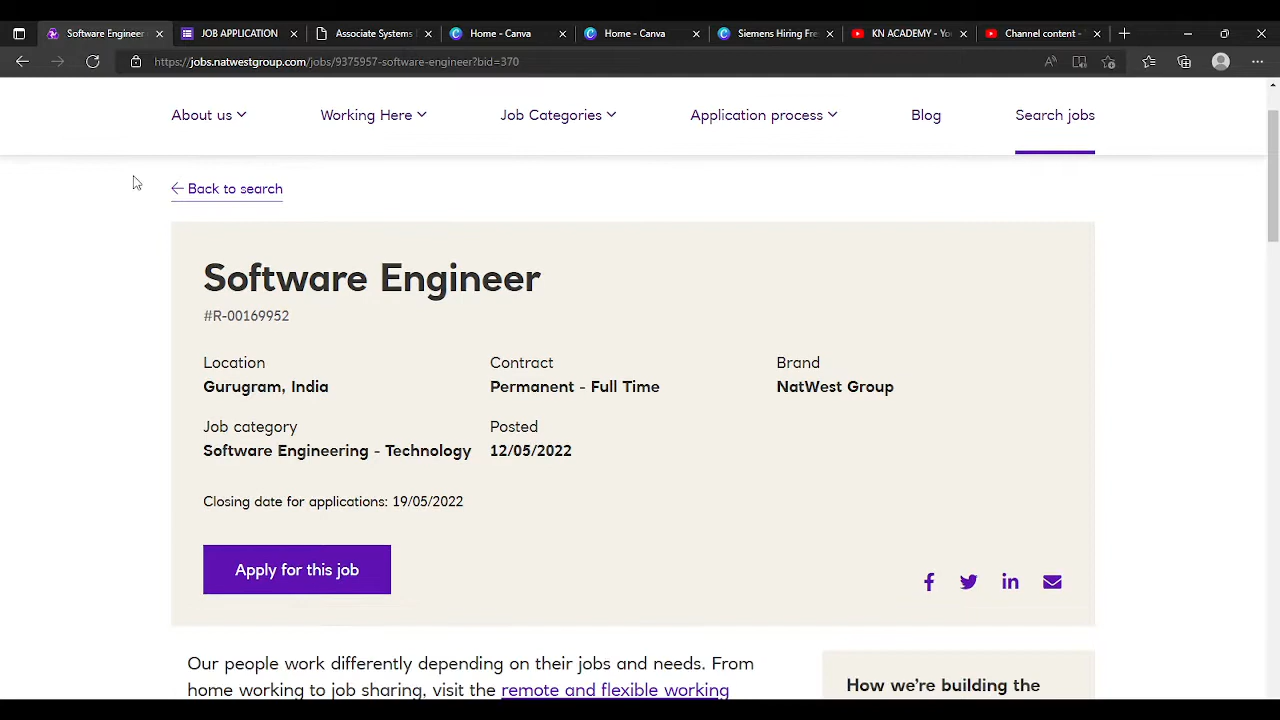 Software Engineer
JOB APPLICATION
Associate Systems
Home - Canva
Home - Canva
Siemens Hiring Fre
KN ACADEMY - You
Channel content -
https://jobs.natwestgroup.com/jobs/9375957-software-engineer?bid=370
About us
Working Here
Job Categories
Application process
Blog
Search jobs
Back to search
Software Engineer
#R-00169952
Location
Contract
Brand
Gurugram, India
Permanent - Full Time
NatWest Group
Job category
Posted
Software Engineering - Technology
12/05/2022
Closing date for applications: 19/05/2022
Apply for this job
Our people work differently depending on their jobs and needs. From
home working to job sharing, visit the remote and flexible working
How we're building the